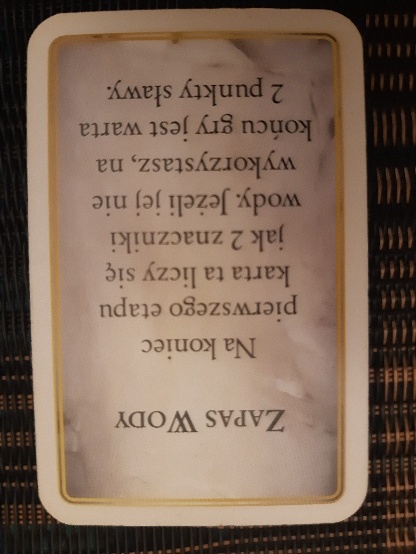 ZAPAS WODY
Na koniec
pierwszego etapu
karta ta liczy się
jak 2 znaczniki
wody. Jeżeli jej nie
wykorzystasz, na
końcu gry jest warta
2 punkty sławy.